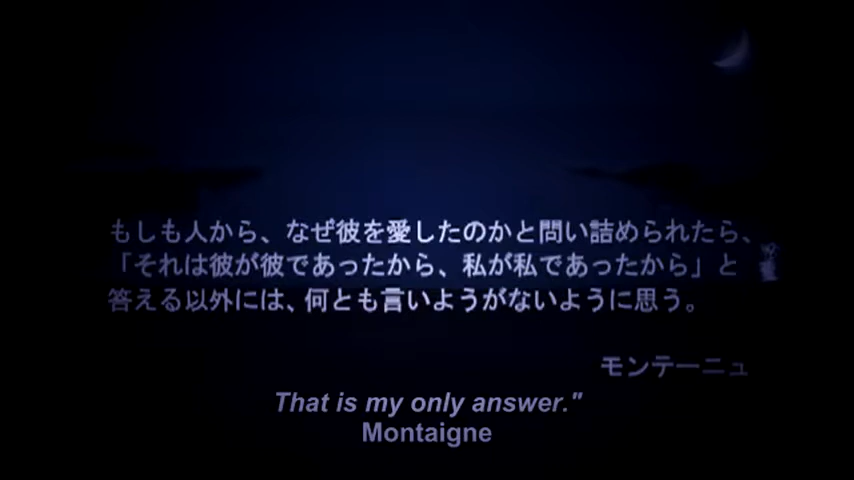 もしも人から、なぜ彼を愛したのかと問い詰められたら、
「それは彼が彼であったから、私が私であったから」と
答える以外には、何とも言いようがないように思う。
モンテーニュ
That is my only answer."
Montaigne